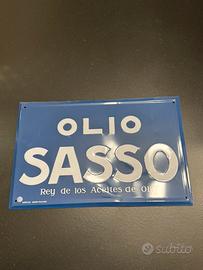 OLIO
SASSO
Rey de los Aceites de Oliva
subito